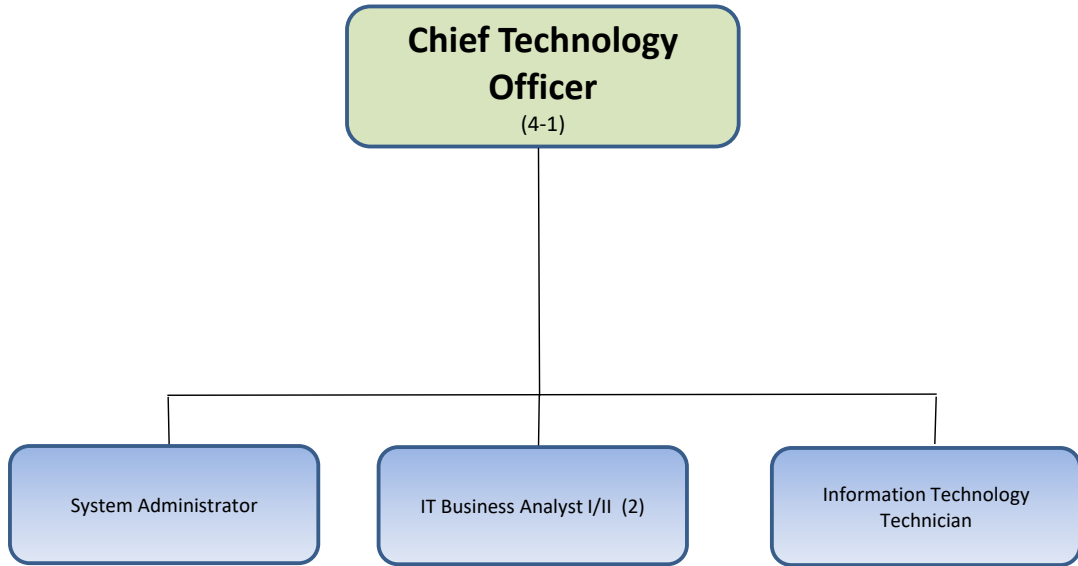 Chief Technology
Officer
(4-1)
System Administrator
IT Business Analyst I/II (2)
Information Technology
Technician